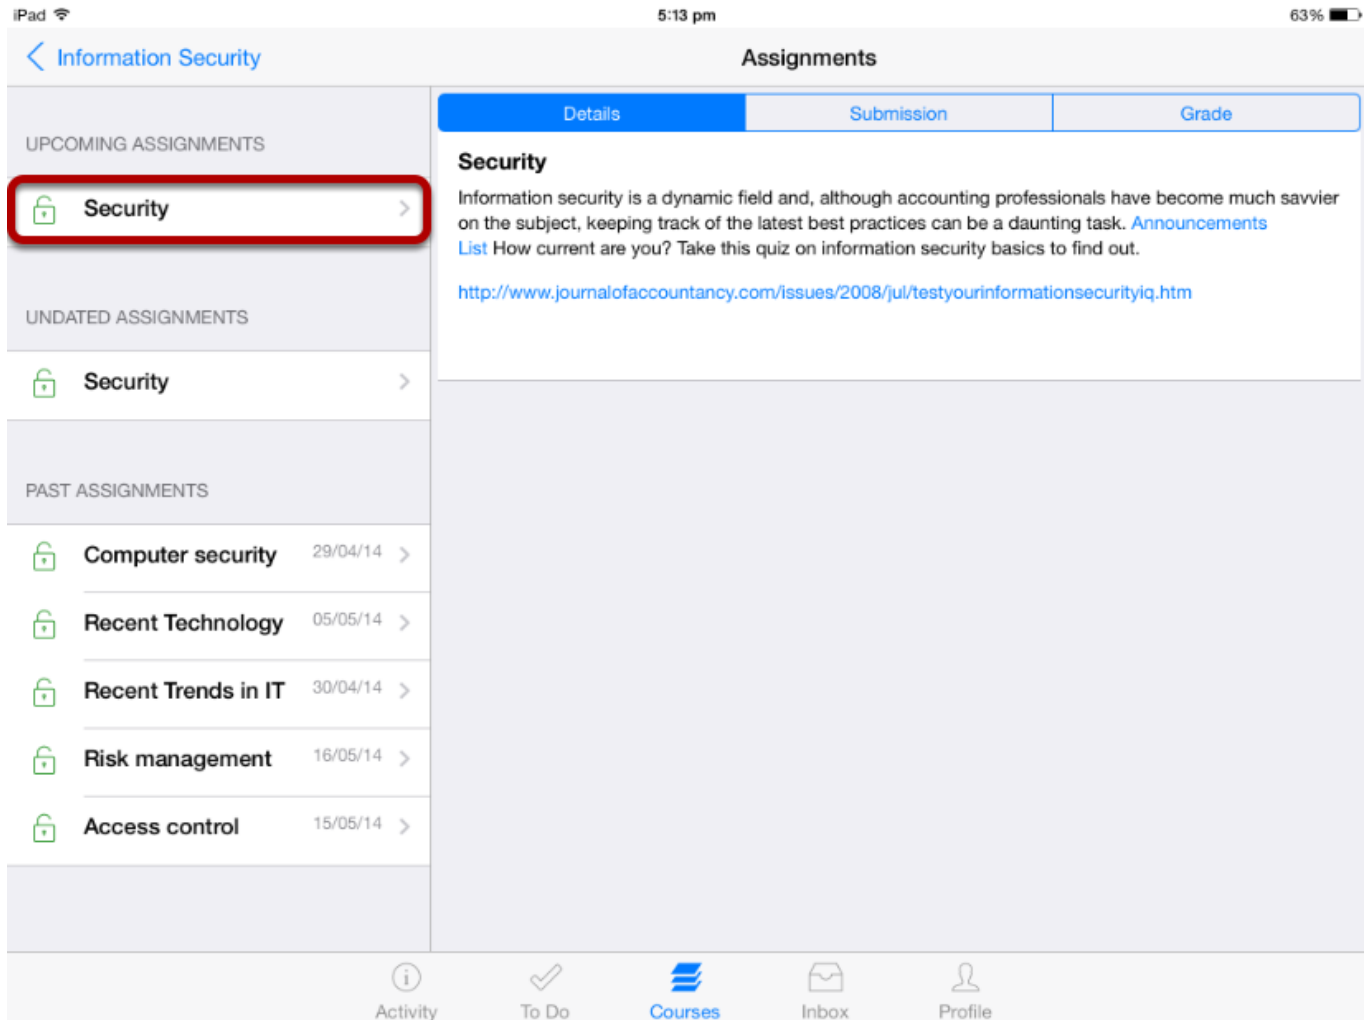 iPad
5:13 pm
63%
Information Security
Assignments
UPCOMING ASSIGNMENTS
Security
UNDATED ASSIGNMENTS
Security
PAST ASSIGNMENTS
Computer security 29/04/14
Recent Technology 05/05/14
Recent Trends in IT 30/04/14
Risk management 16/05/14
Access control 15/05/14
Details
Submission
Grade
Security
Information security is a dynamic field and, although accounting professionals have become much savvier
on the subject, keeping track of the latest best practices can be a daunting task. Announcements
List How current are you? Take this quiz on information security basics to find out.
http://www.journalofaccountancy.com/issues/2008/jul/testyourinformationsecurityiq.htm
Activity
To Do
Courses
Inbox
Profile